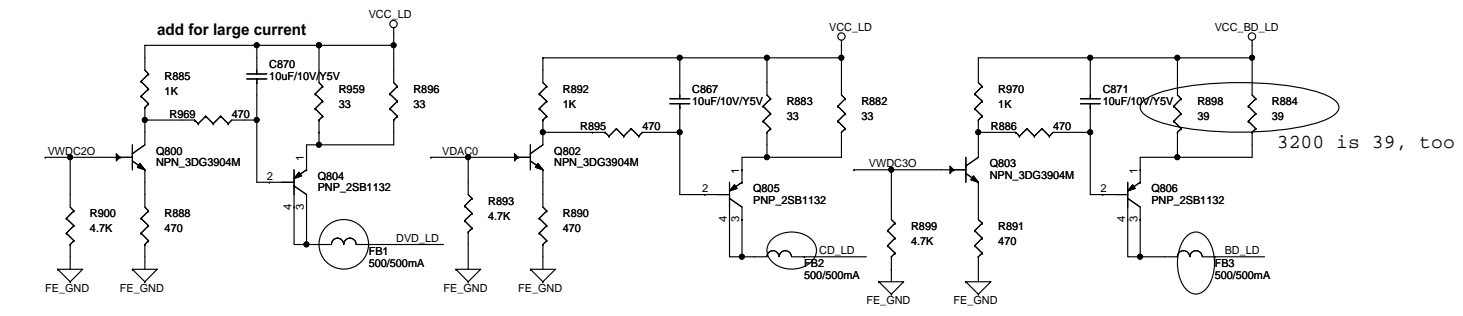 add for large current
VCC_LD
R885
1K
C870
10uF/10V/Y5V
R959
33
R896
33
R969
470
VWDC2O
Q800
NPN_3DG3904M
1
2
4
3
Q804
PNP_2SB1132
R900
4.7K
R888
470
DVD_LD
FB1
500/500mA
FE_GND
FE_GND
VCC_LD
R892
1K
C867
10uF/10V/Y5V
R883
33
R882
33
R895
470
VDAC0
Q802
NPN_3DG3904M
1
2
4
3
Q805
PNP_2SB1132
R893
4.7K
R890
470
CD_LD
FB2
500/500mA
FE_GND
FE_GND
VCC_BD_LD
R970
1K
C871
10uF/10V/Y5V
R898
39
R884
39
3200 is 39, too
R886
470
VWDC3O
Q803
NPN_3DG3904M
1
2
4
3
Q806
PNP_2SB1132
R899
4.7K
R891
470
BD_LD
FB3
500/500mA
FE_GND
FE_GND